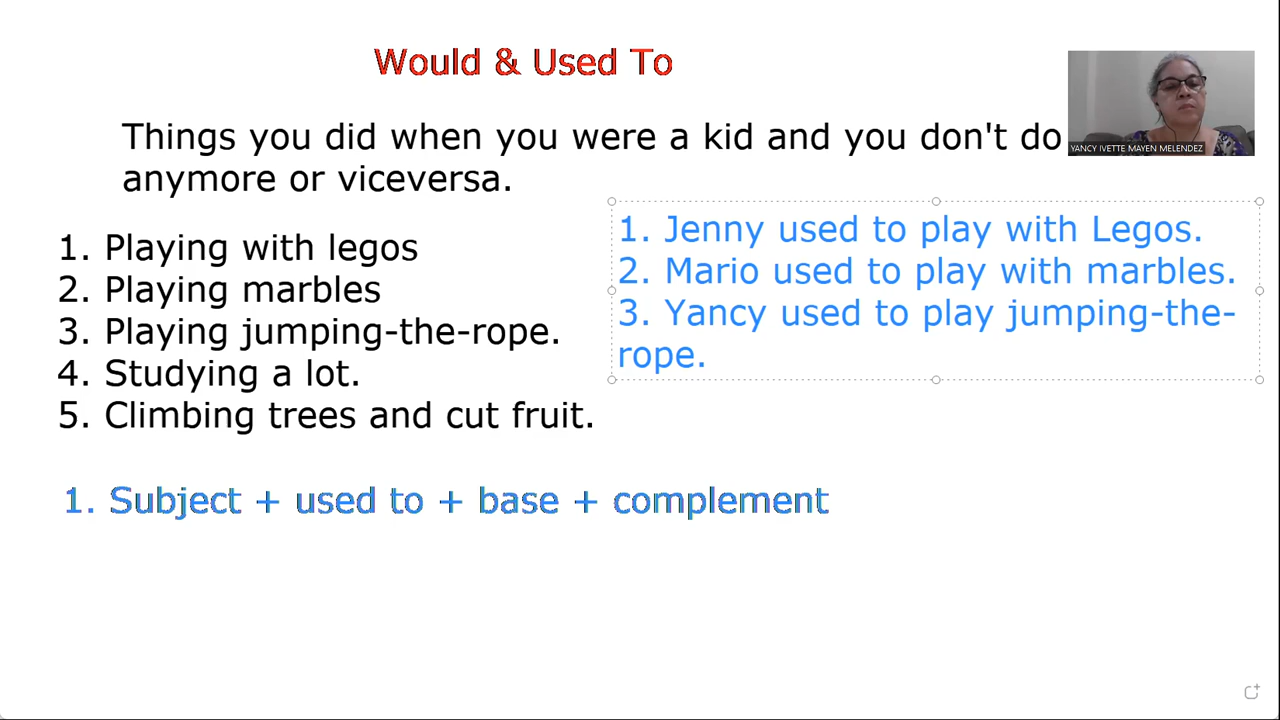 Would & Used To
Things you did when you were a kid and you don't do
anymore or viceversa.
YANCY IVETTE MAYEN MELENDEZ
1. Playing with legos
2. Playing marbles
3. Playing jumping-the-rope.
4. Studying a lot.
5. Climbing trees and cut fruit.
1. Jenny used to play with Legos.
2. Mario used to play with marbles.
3. Yancy used to play jumping-the-
rope.
1. Subject + used to + base + complement